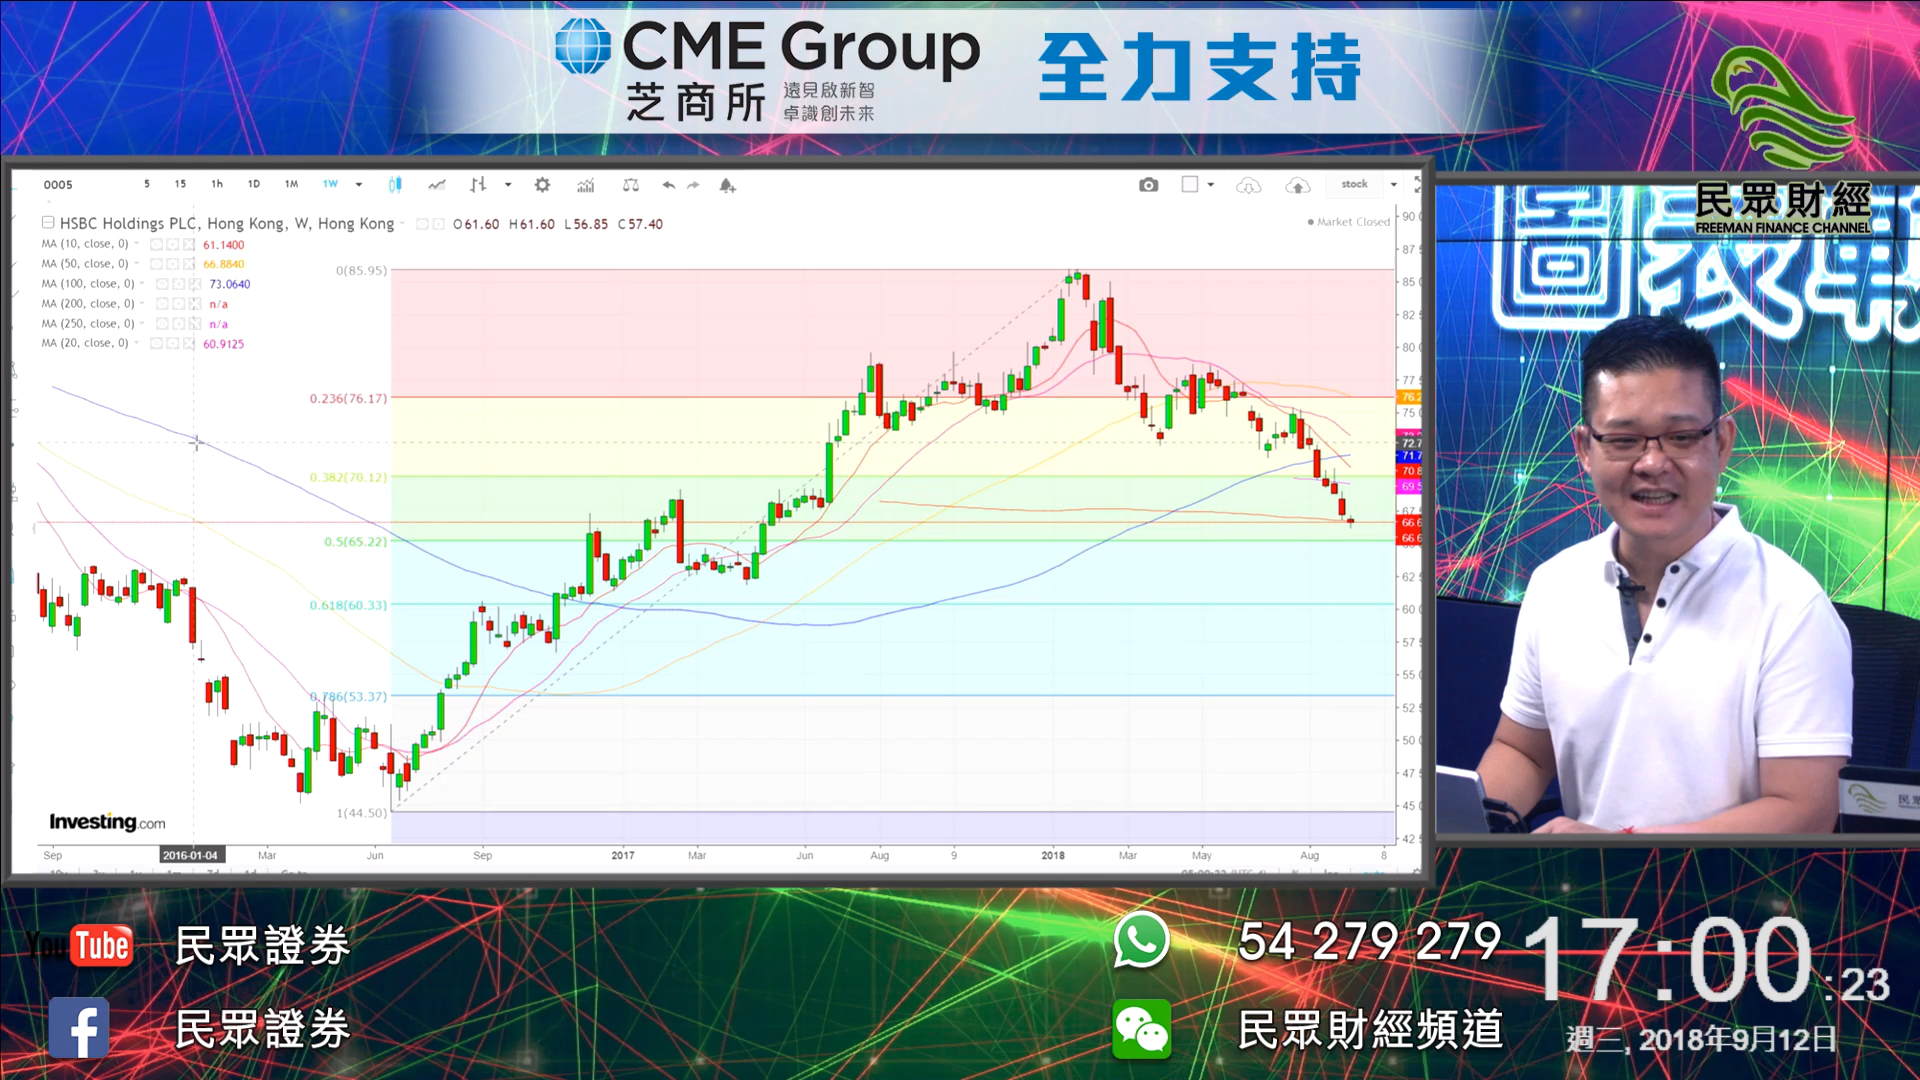 CME Group
芝商所
遠見啟新智
卓識創未来
全力支持
民眾財經
FREEMAN FINANCE CHANNEL
0005
5 15 1h 1D 1M 1W
stock
HSBC Holdings PLC, Hong Kong, W, Hong Kong O61.60 H61.60 L56.85 C57.40
Market Closed
MA (10, close, 0) 61.1400
MA (50, close, 0) 66.8840
MA (100, close, 0) 73.0640
MA (200, close, 0) n/a
MA (250, close, 0) n/a
MA (20, close, 0) 60.9125
0(85.95)
0.236(76.17)
0.382(70.12)
0.5(65.22)
0.618(60.33)
0.786(53.37)
1(44.50)
Investing.com
Sep 2016-01-04 Mar Jun Sep 2017 Mar Jun Aug 9 2018 Mar May Aug 8
圖表
YouTube 民眾證券
民眾證券
54 279 279
民眾財經頻道
17:00:23
週三, 2018年9月12日